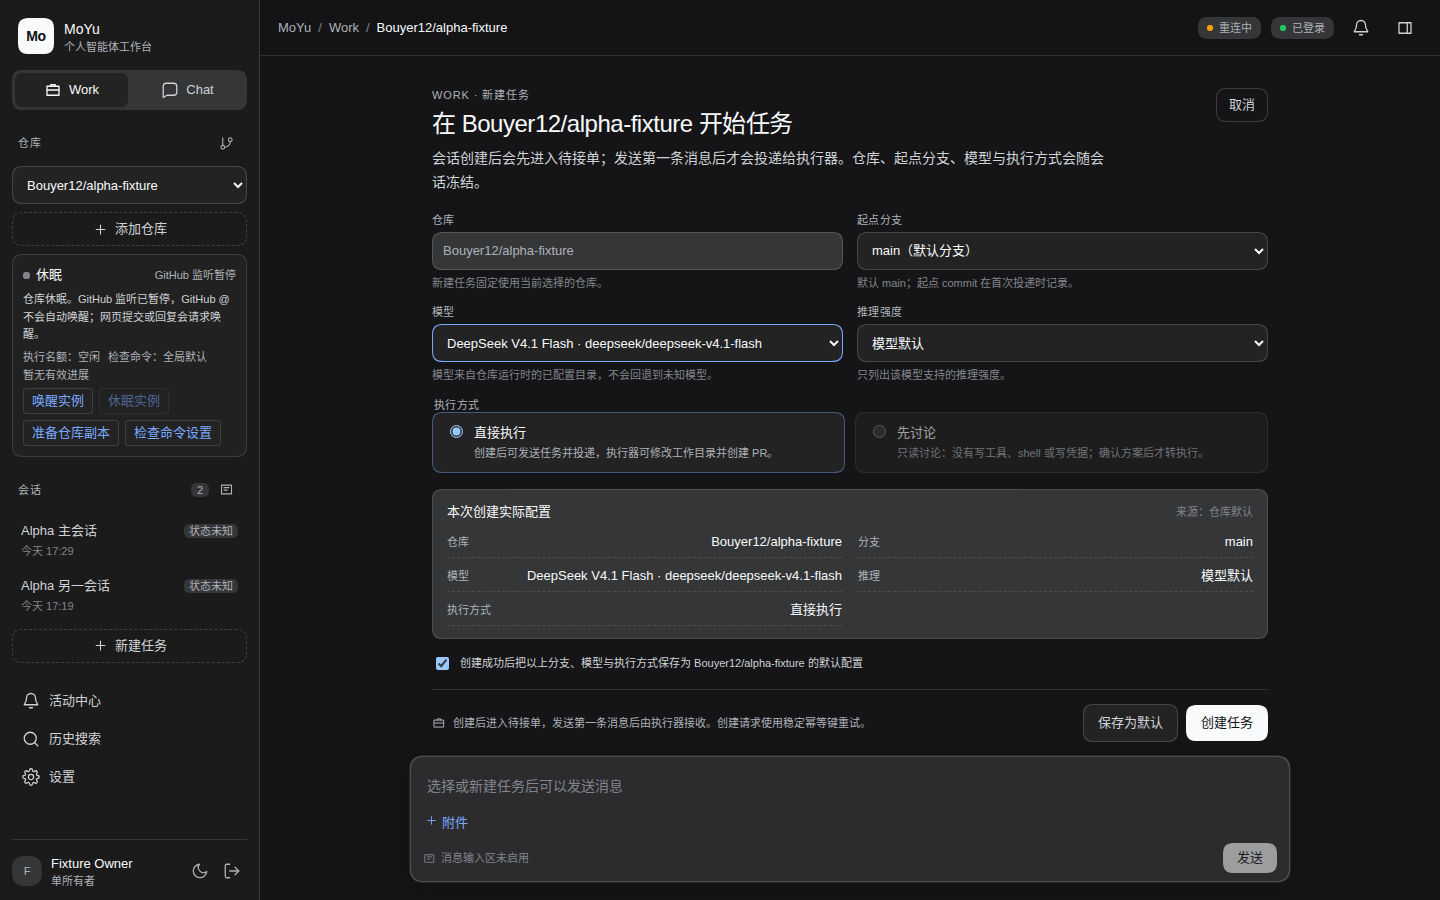 Mo
MoYu
个人智能体工作台
Work
Chat
仓库
Bouyer12/alpha-fixture
添加仓库
休眠
GitHub 监听暂停
仓库休眠。GitHub 监听已暂停，GitHub @
不会自动唤醒；网页提交或回复会请求唤
醒。
执行名额：空闲 检查命令：全局默认
暂无有效进展
唤醒实例
休眠实例
准备仓库副本
检查命令设置
会话
2
Alpha 主会话
状态未知
今天 17:29
Alpha 另一会话
状态未知
今天 17:19
新建任务
活动中心
历史搜索
设置
F
Fixture Owner
单所有者
MoYu / Work / Bouyer12/alpha-fixture
重连中
已登录
WORK · 新建任务
在 Bouyer12/alpha-fixture 开始任务
取消
会话创建后会先进入待接单；发送第一条消息后才会投递给执行器。仓库、起点分支、模型与执行方式会随会
话冻结。
仓库
起点分支
Bouyer12/alpha-fixture
main（默认分支）
新建任务固定使用当前选择的仓库。
默认 main；起点 commit 在首次投递时记录。
模型
推理强度
DeepSeek V4.1 Flash · deepseek/deepseek-v4.1-flash
模型默认
模型来自仓库运行时的已配置目录，不会回退到未知模型。
只列出该模型支持的推理强度。
执行方式
直接执行
创建后可发送任务并投递，执行器可修改工作目录并创建 PR。
先讨论
只读讨论：没有写工具、shell 或写凭据；确认方案后才转执行。
本次创建实际配置
来源：仓库默认
仓库
Bouyer12/alpha-fixture
分支
main
模型
DeepSeek V4.1 Flash · deepseek/deepseek-v4.1-flash
推理
模型默认
执行方式
直接执行
创建成功后把以上分支、模型与执行方式保存为 Bouyer12/alpha-fixture 的默认配置
创建后进入待接单，发送第一条消息后由执行器接收。创建请求使用稳定幂等键重试。
保存为默认
创建任务
选择或新建任务后可以发送消息
附件
消息输入区未启用
发送